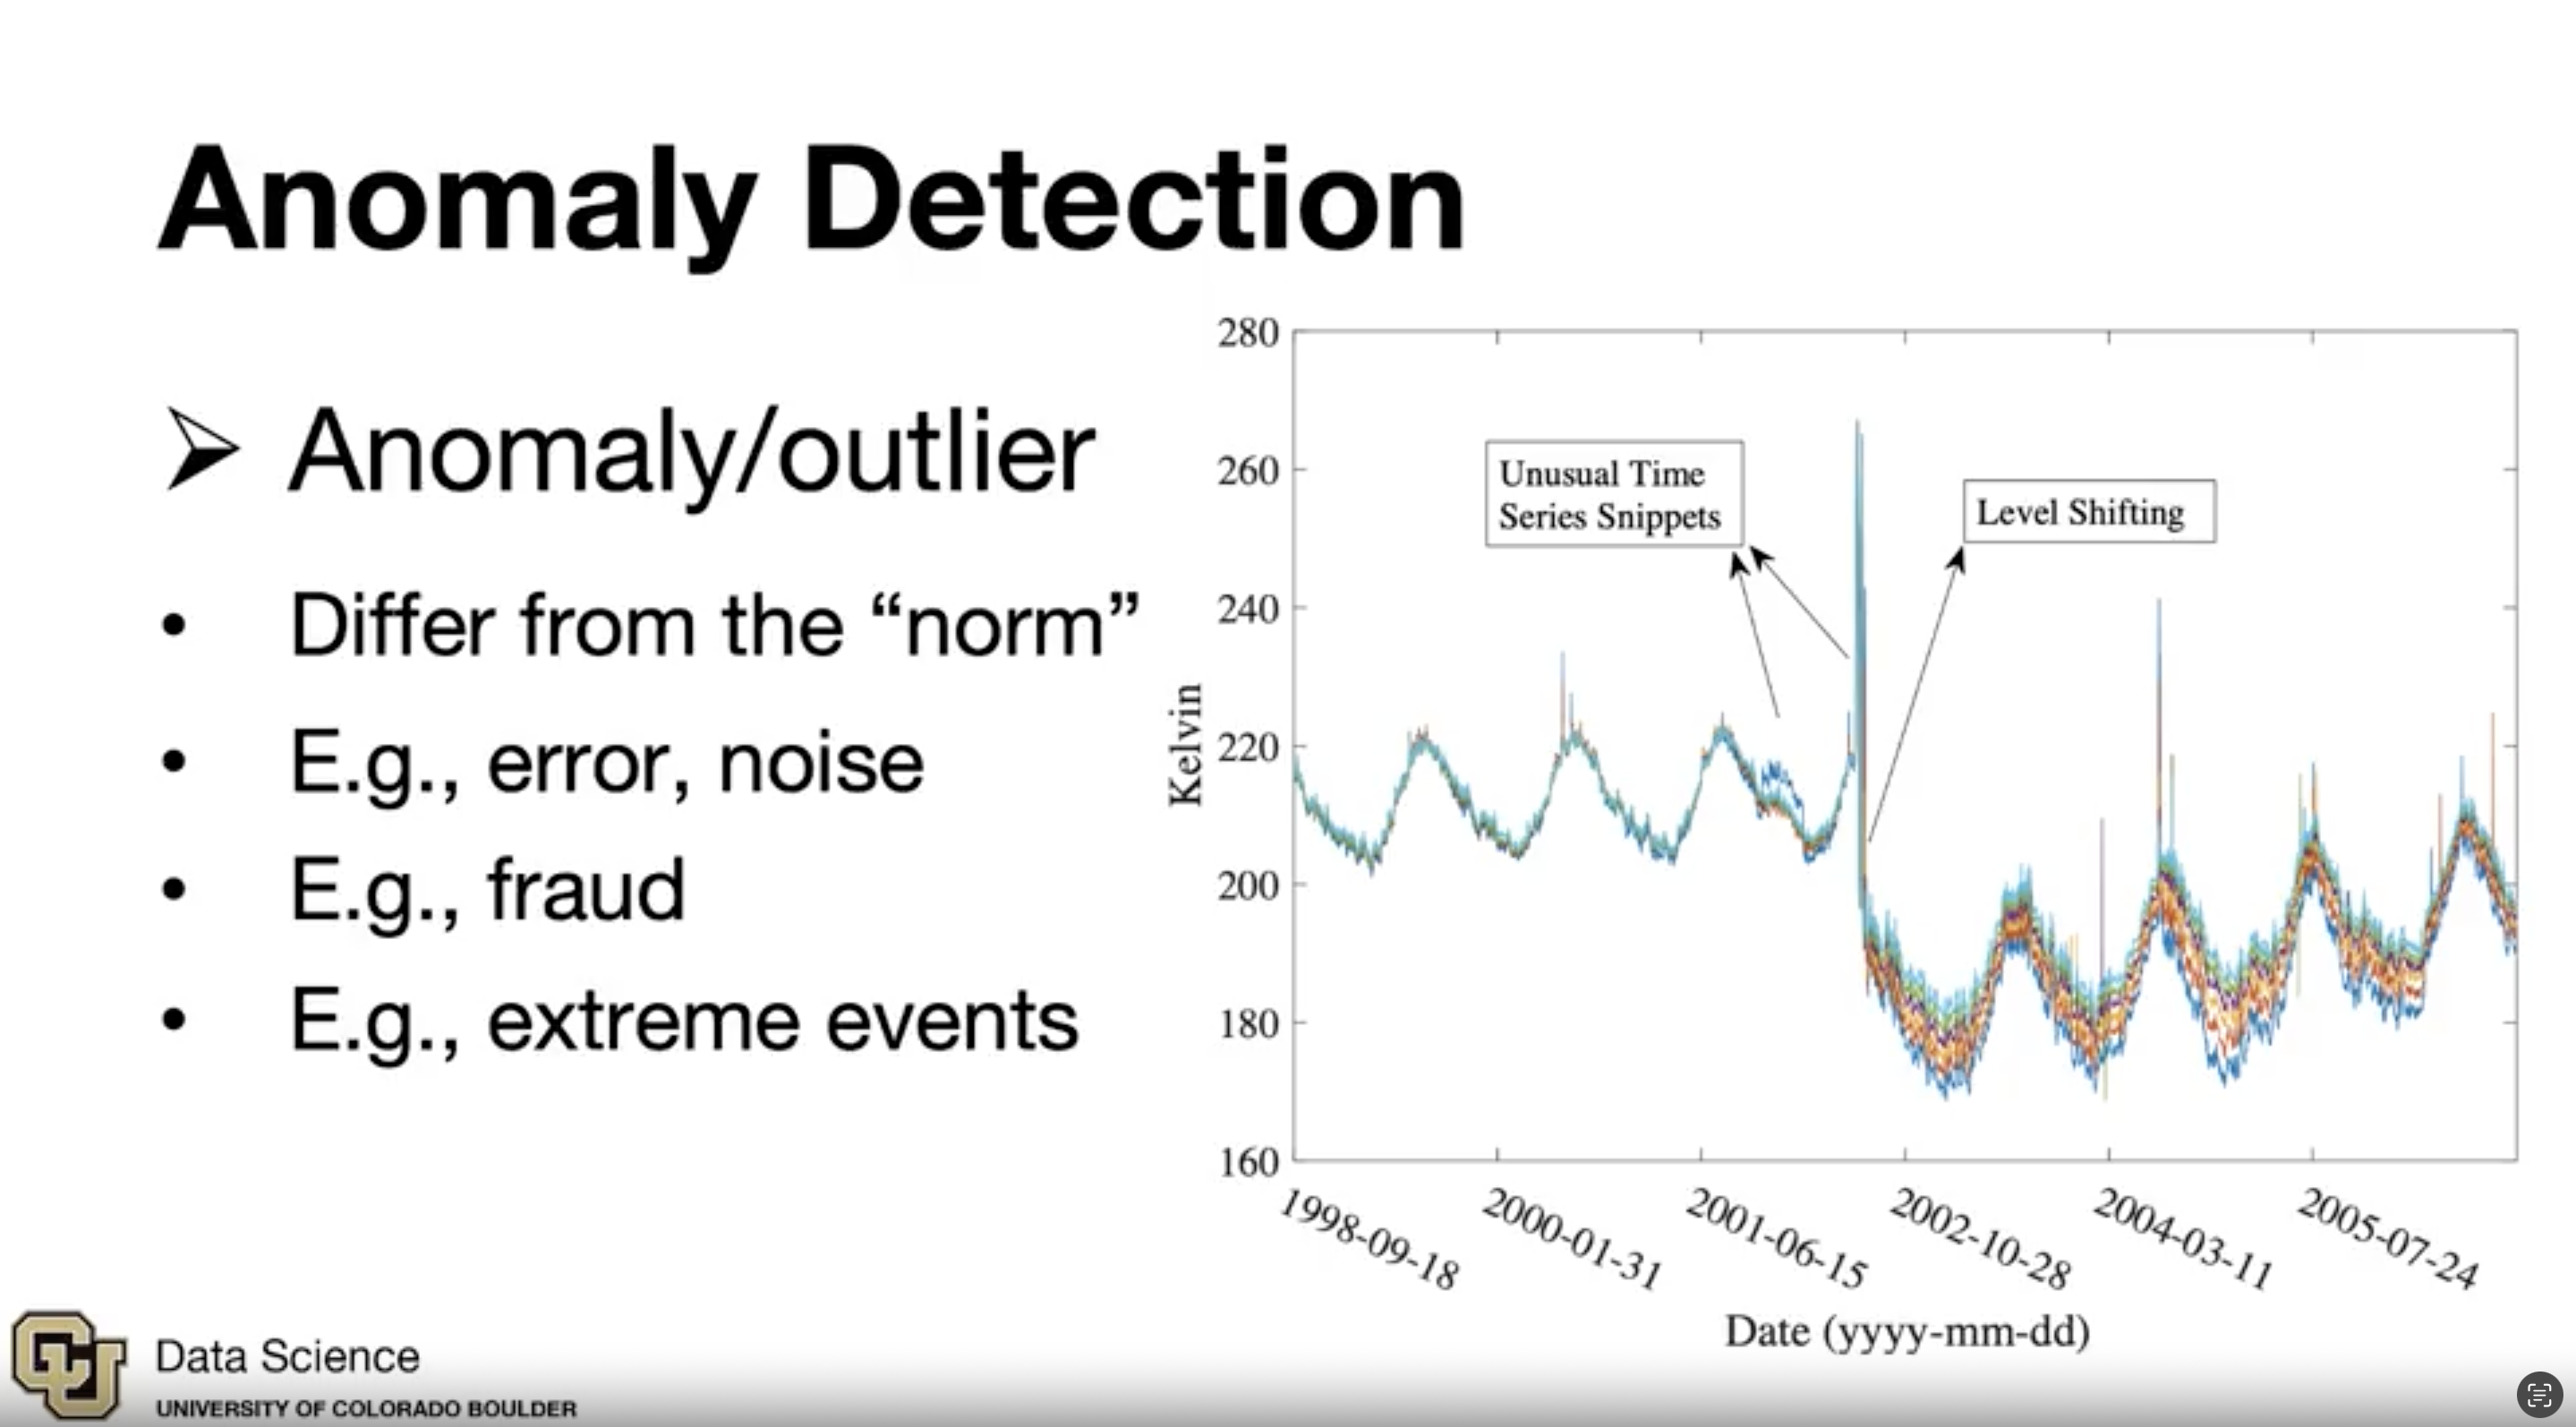 Anomaly Detection
➢ Anomaly/outlier
• Differ from the “norm”
• E.g., error, noise
• E.g., fraud
• E.g., extreme events
280
260
240
220
200
180
160
Kelvin
Unusual Time
Series Snippets
Level Shifting
1998-09-18
2000-01-31
2001-06-15
2002-10-28
2004-03-11
2005-07-24
Date (yyyy-mm-dd)
CU
Data Science
UNIVERSITY OF COLORADO BOULDER